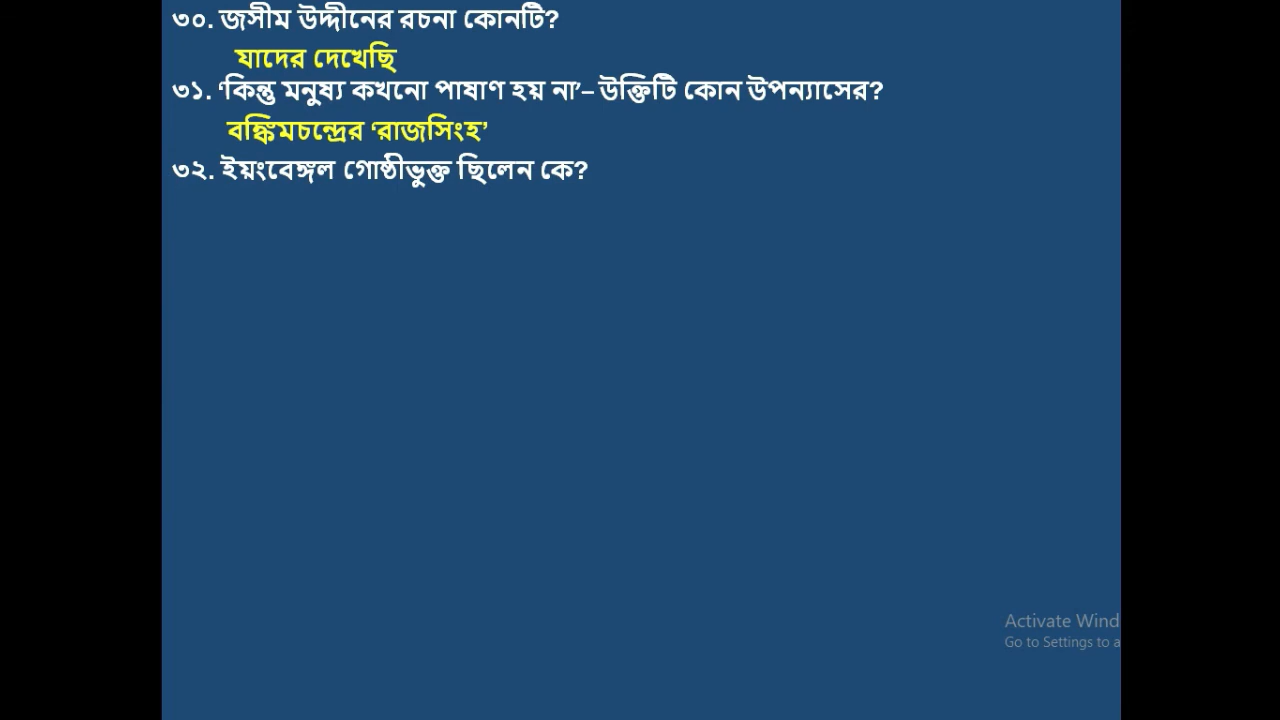 ৩০. জসীম উদ্দীনের রচনা কোনটি?
যাদের দেখেছি
৩১. ‘কিন্তু মনুষ্য কখনো পাষাণ হয় না’– উক্তিটি কোন উপন্যাসের?
বঙ্কিমচন্দ্রের ‘রাজসিংহ’
৩২. ইয়ংবেঙ্গল গোষ্ঠীভুক্ত ছিলেন কে?
Activate Wind
Go to Settings to a